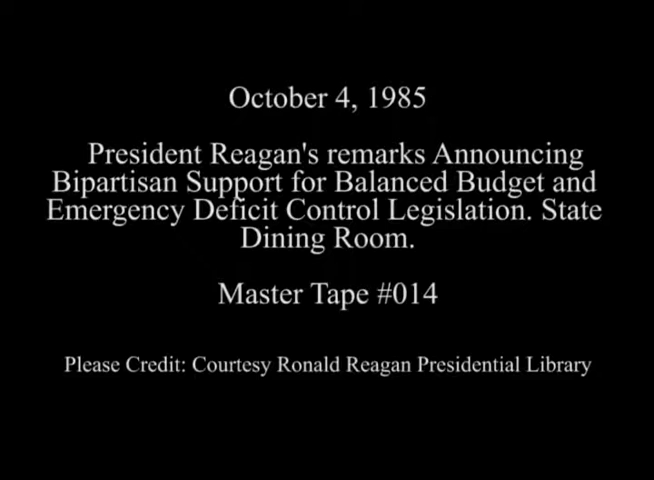 October 4, 1985
President Reagan's remarks Announcing
Bipartisan Support for Balanced Budget and
Emergency Deficit Control Legislation. State
Dining Room.
Master Tape #014
Please Credit: Courtesy Ronald Reagan Presidential Library